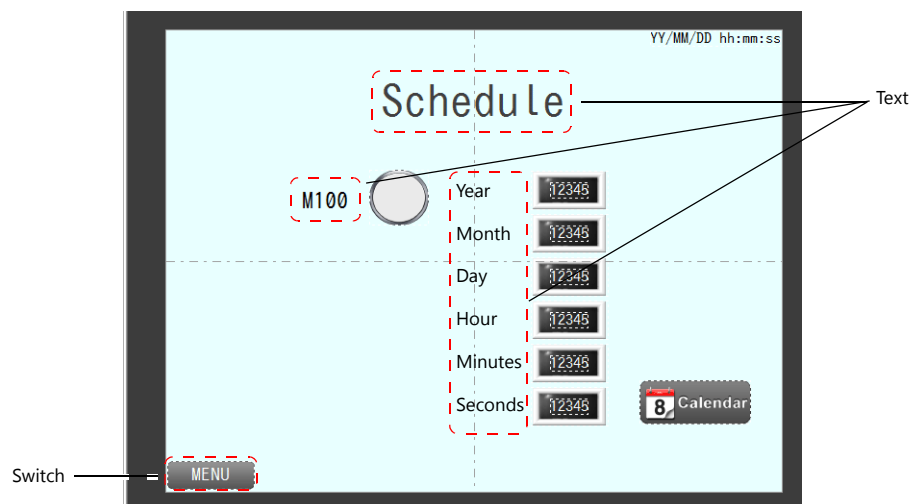 YY/MM/DD hh:mm:ss
Schedule
Text
M100
Year 12345
Month 12345
Day 12345
Hour 12345
Minutes 12345
Seconds 12345
8 Calendar
Switch
MENU